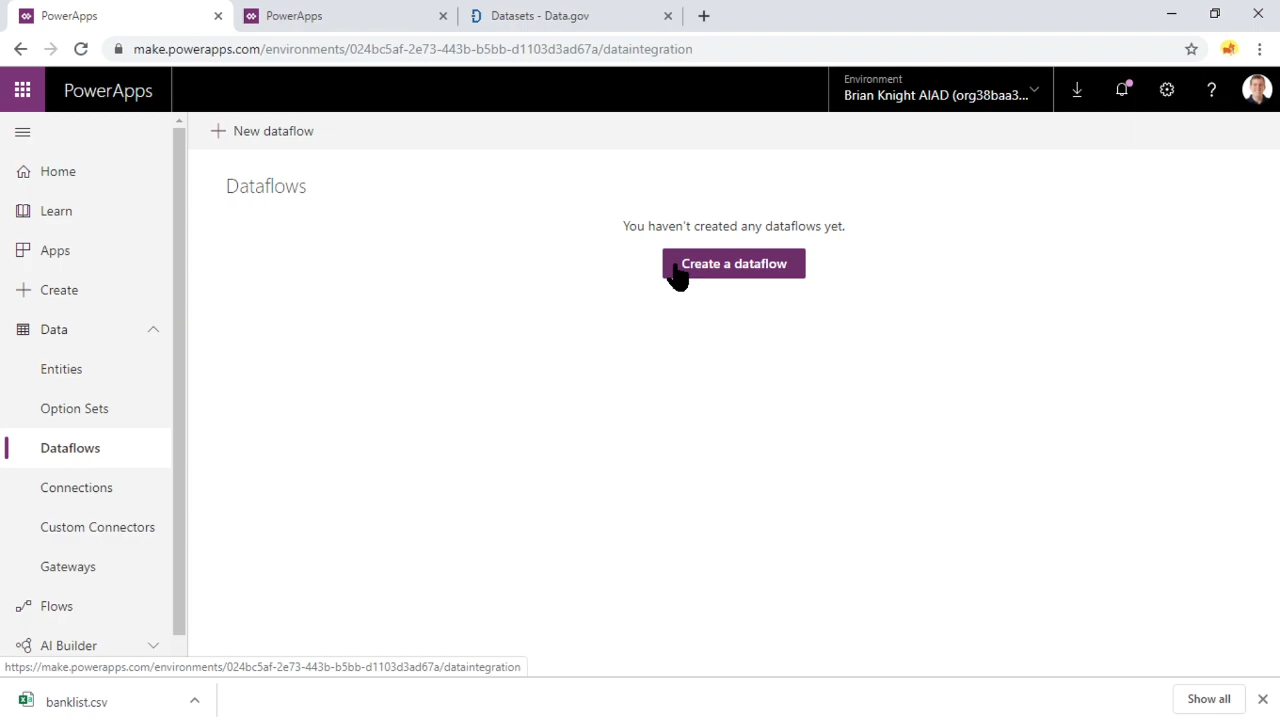 PowerApps
PowerApps
Datasets - Data.gov
make.powerapps.com/environments/024bc5af-2e73-443b-b5bb-d1103d3ad67a/dataintegration
PowerApps
Environment
Brian Knight AIAD (org38baa3...
?
New dataflow
Home
Learn
Apps
Create
Data
Entities
Option Sets
Dataflows
Connections
Custom Connectors
Gateways
Flows
AI Builder
Dataflows
You haven't created any dataflows yet.
Create a dataflow
https://make.powerapps.com/environments/024bc5af-2e73-443b-b5bb-d1103d3ad67a/dataintegration
banklist.csv
Show all